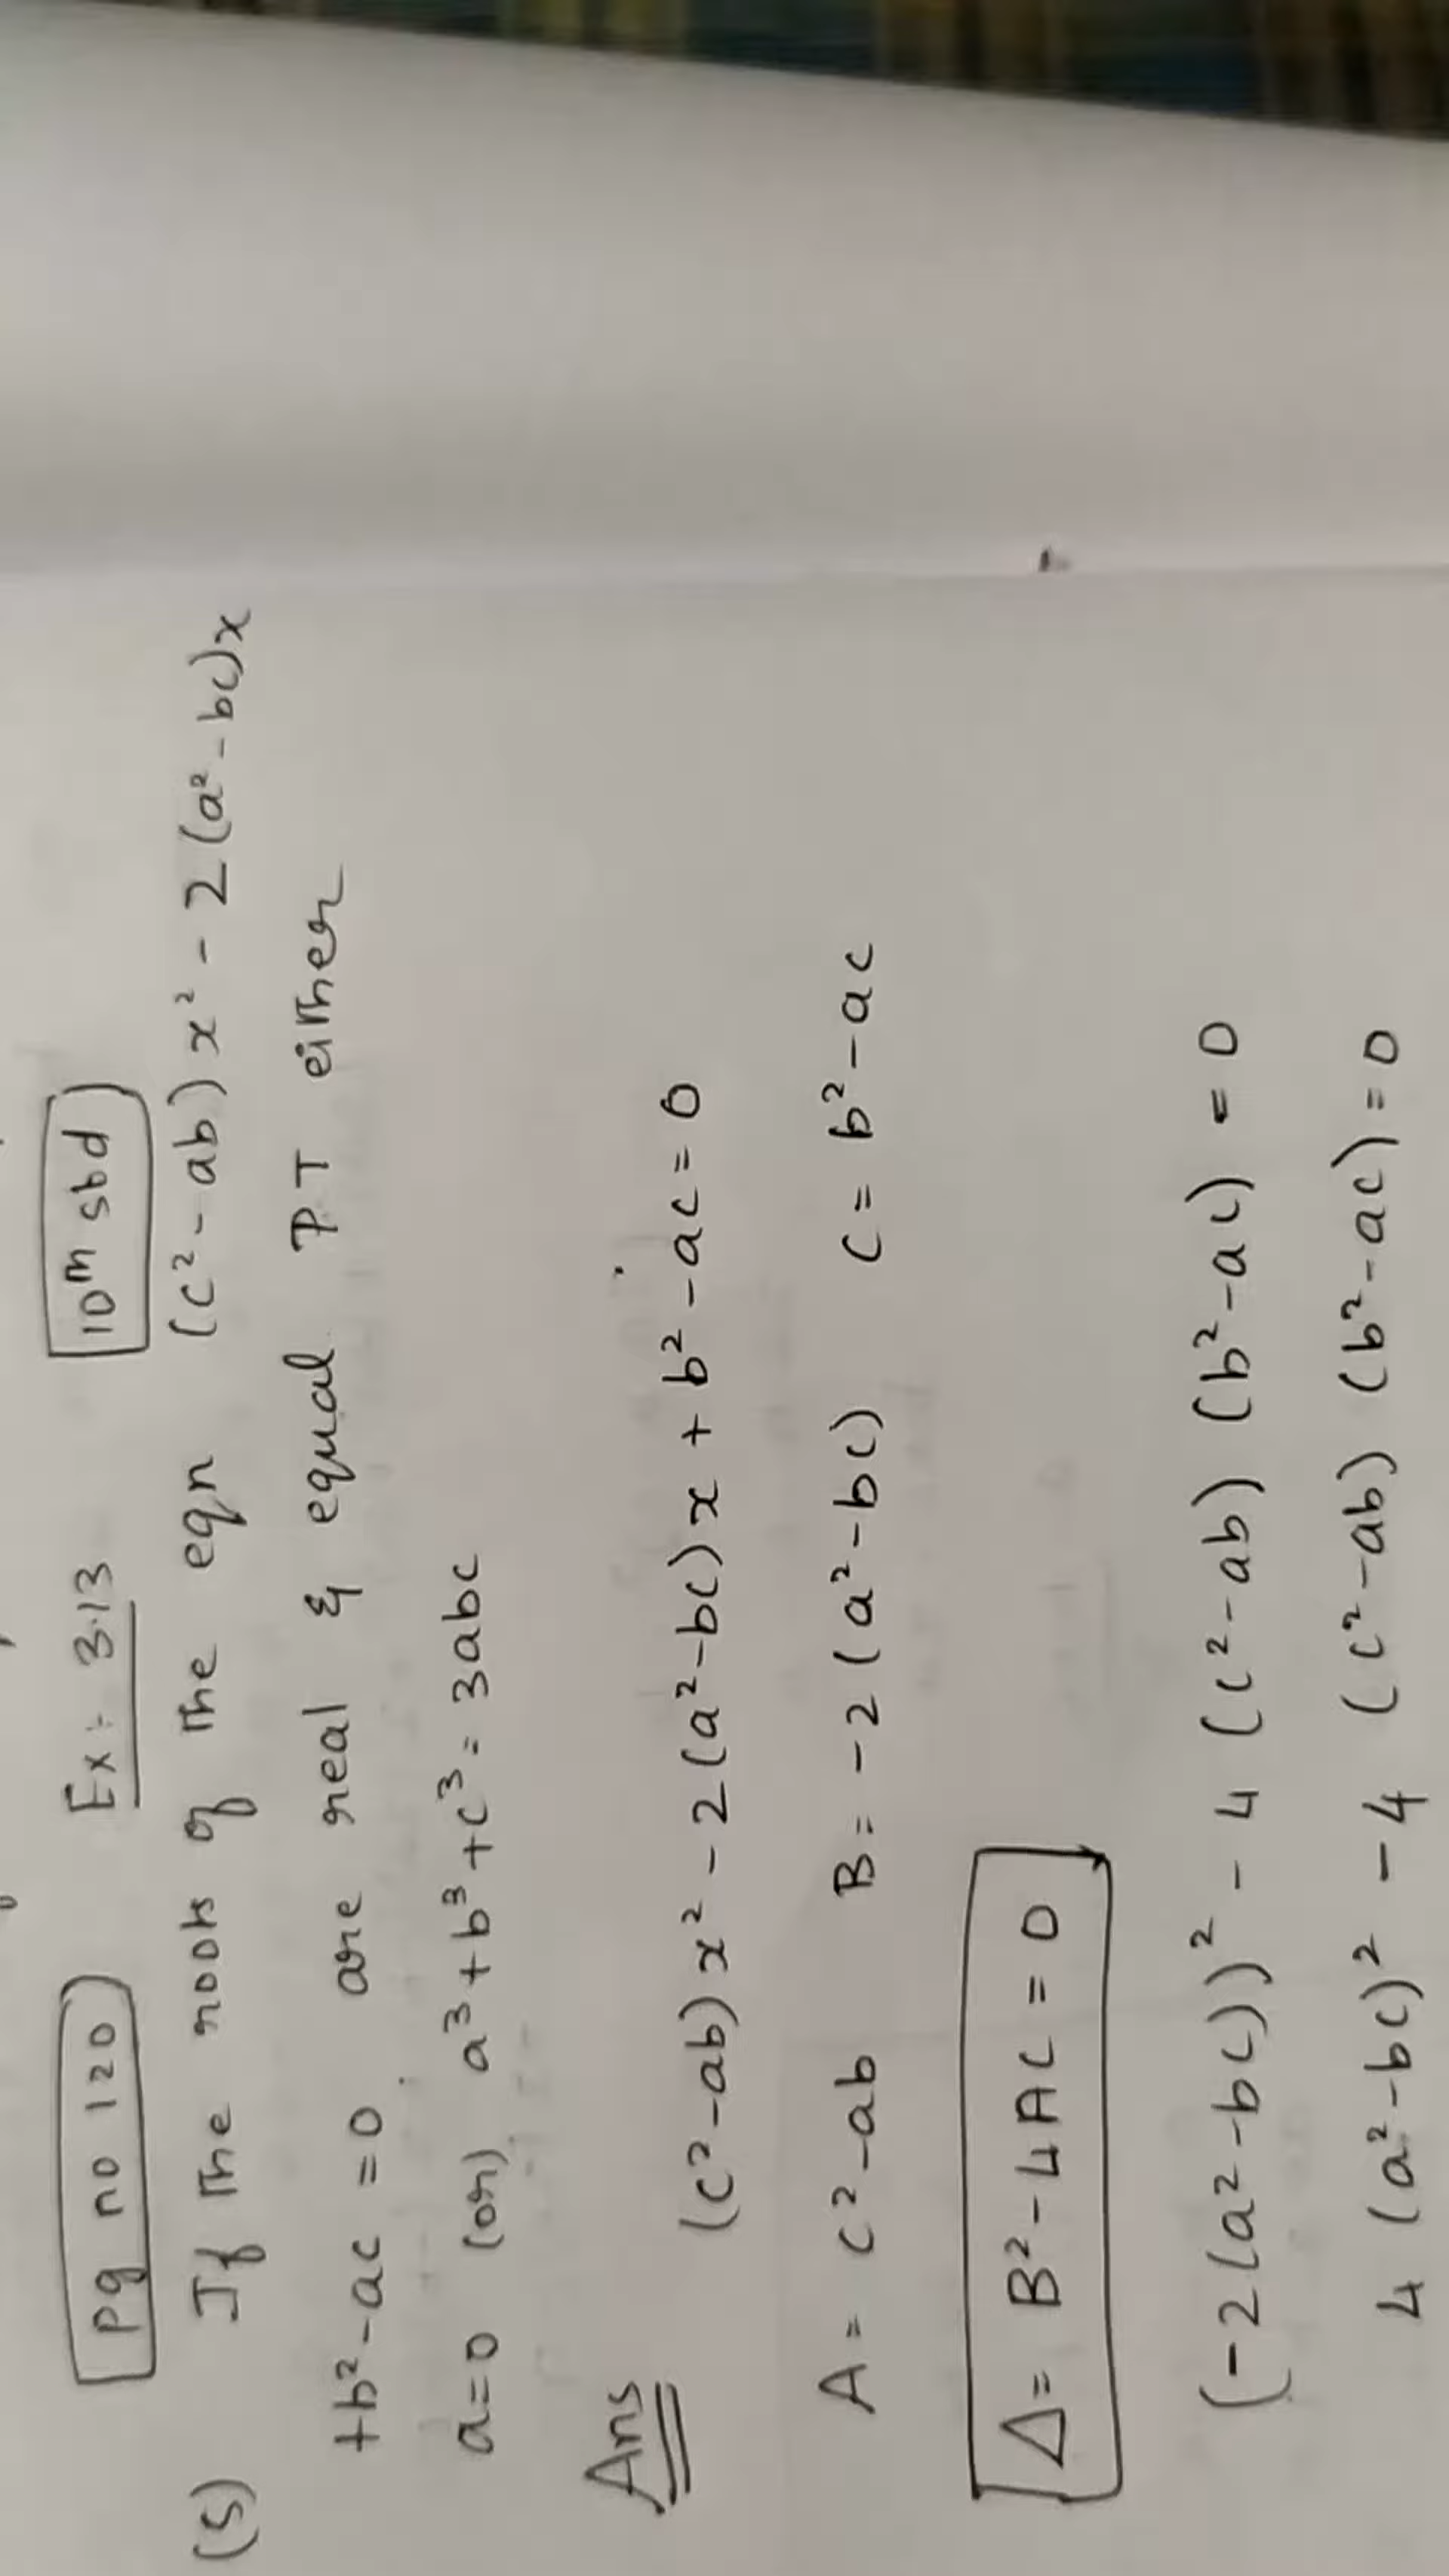 Pg no 120 Ex: 3.13 10th std
(5) If the roots of the eqn (c²-ab)x² - 2(a²-bc)x
+b²-ac = 0 are real & equal PT either
a=0 (or) a³+b³+c³ = 3abc
Ans
(c²-ab)x² - 2(a²-bc)x + b² - ac = 0
A = c²-ab B = -2(a²-bc) C = b²-ac
Δ = B²-4AC = 0
(-2(a²-bc))² - 4(c²-ab)(b²-ac) = 0
4(a²-bc)² - 4(c²-ab)(b²-ac) = 0